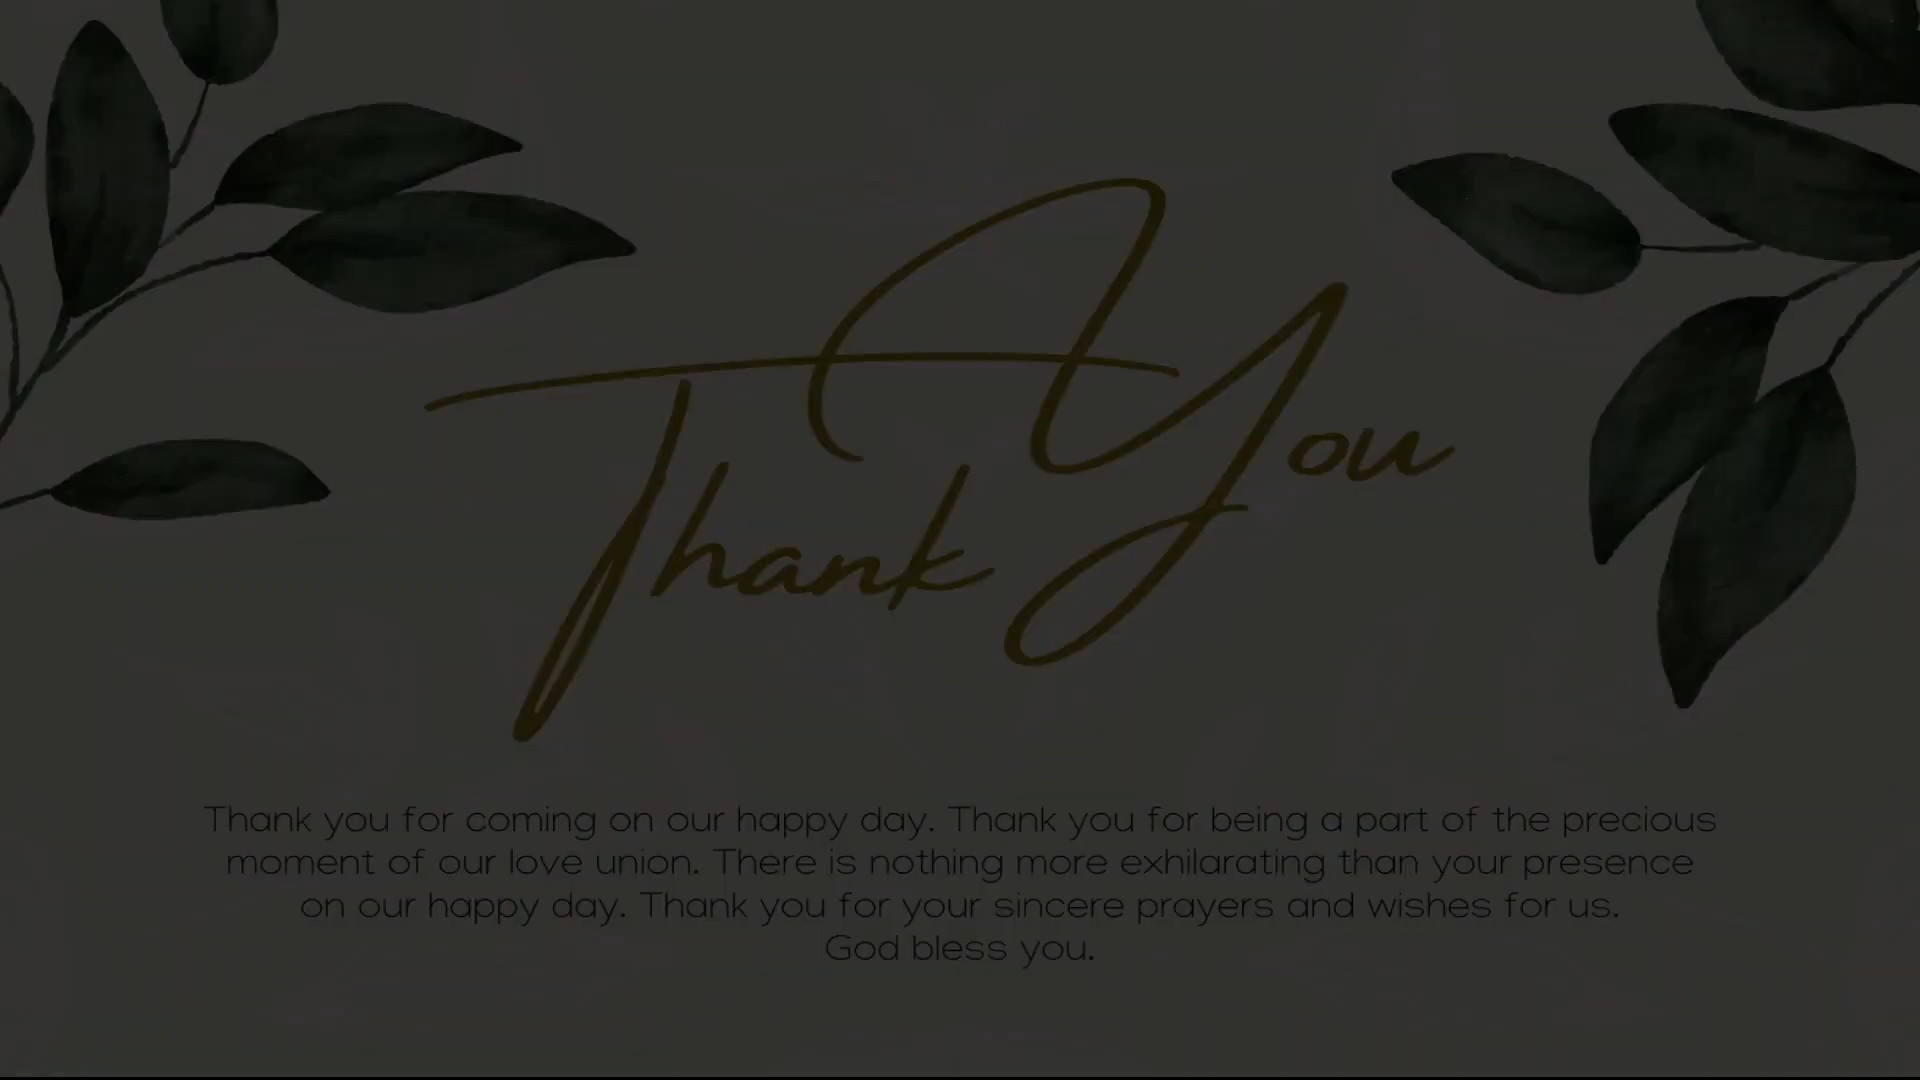 Thank You
Thank you for coming on our happy day. Thank you for being a part of the precious
moment of our love union. There is nothing more exhilarating than your presence
on our happy day. Thank you for your sincere prayers and wishes for us.
God bless you.